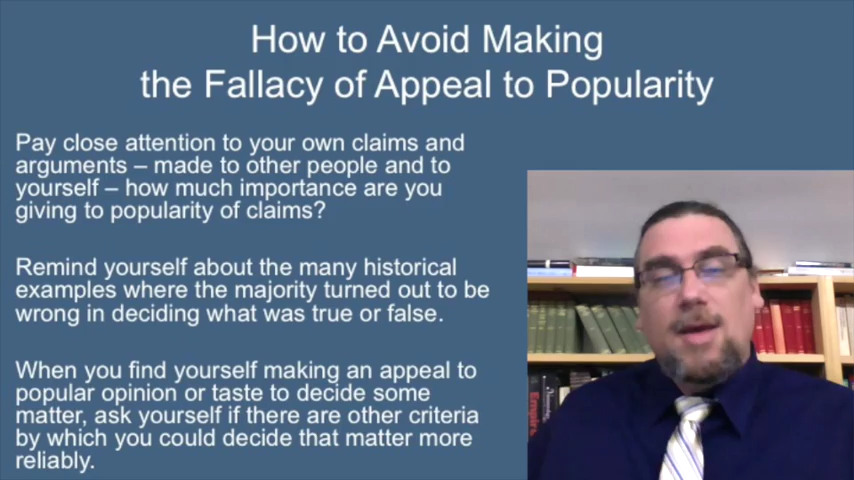 How to Avoid Making
the Fallacy of Appeal to Popularity
Pay close attention to your own claims and
arguments – made to other people and to
yourself – how much importance are you
giving to popularity of claims?
Remind yourself about the many historical
examples where the majority turned out to be
wrong in deciding what was true or false.
When you find yourself making an appeal to
popular opinion or taste to decide some
matter, ask yourself if there are other criteria
by which you could decide that matter more
reliably.
Empire